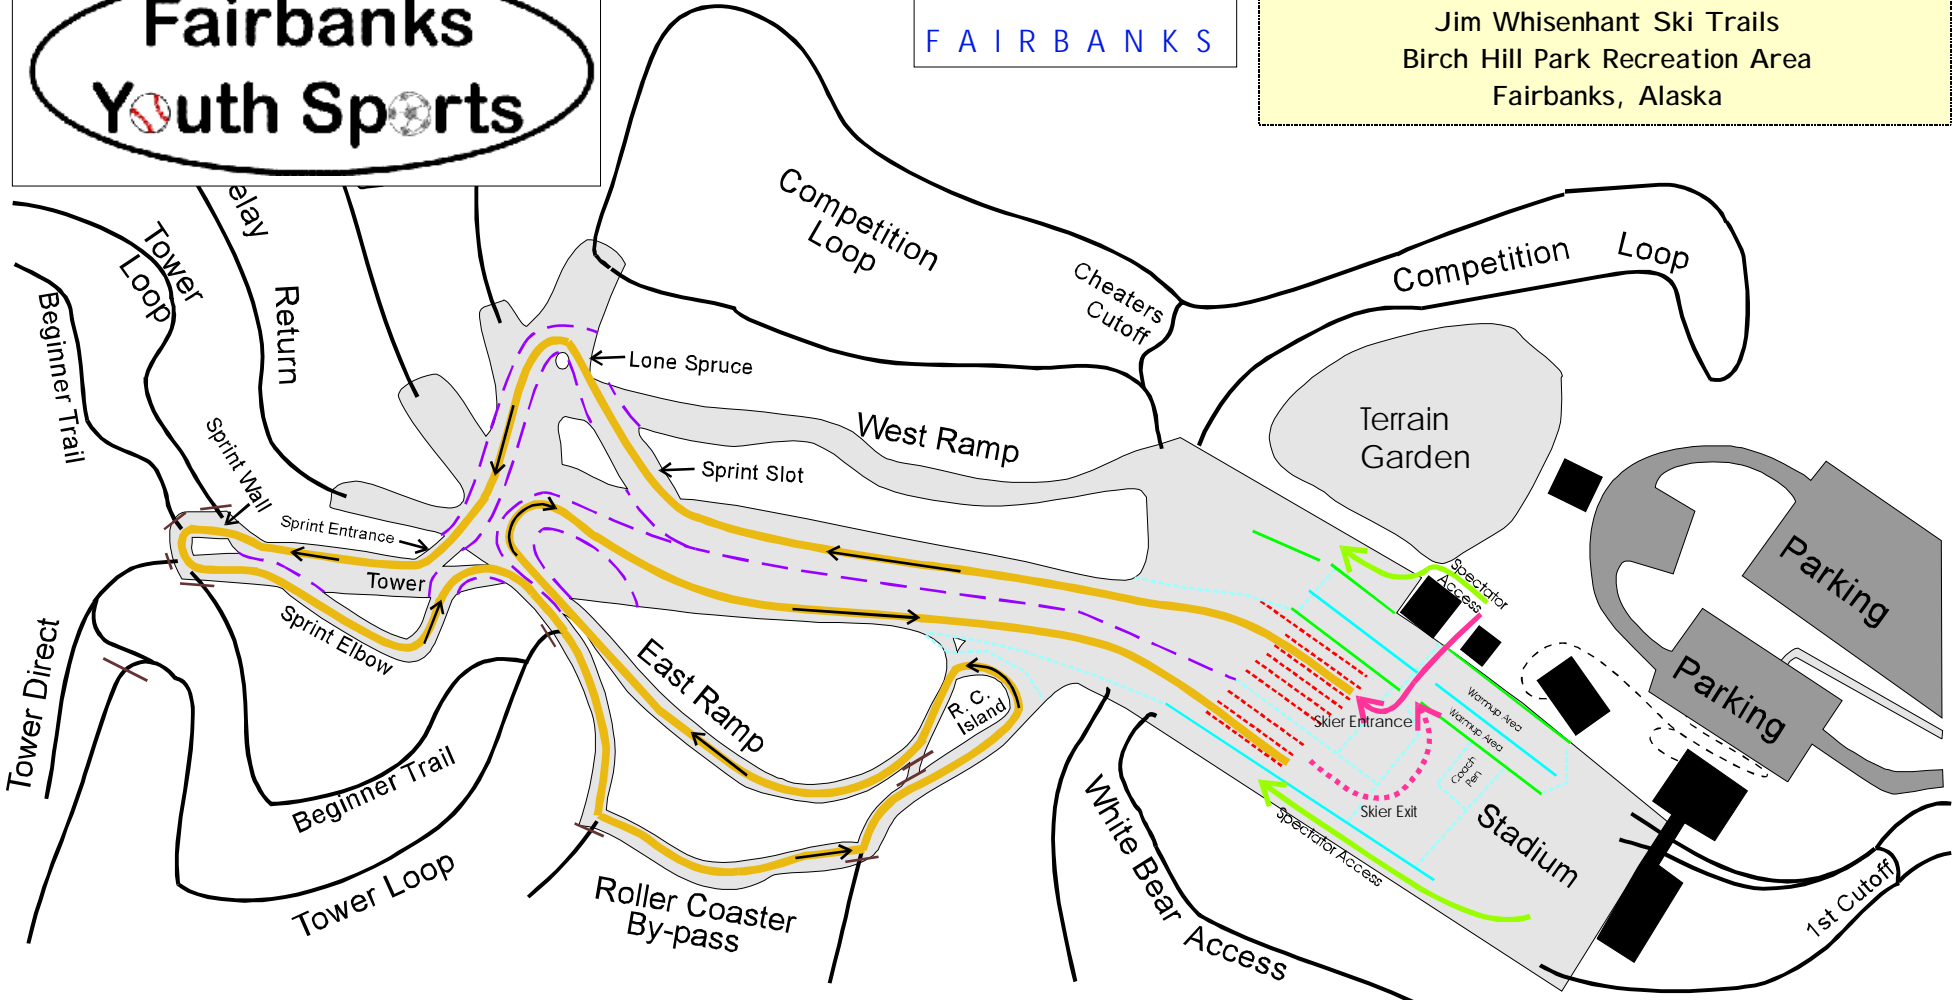 Fairbanks
Youth Sports
FAIRBANKS
Jim Whisenhant Ski Trails
Birch Hill Park Recreation Area
Fairbanks, Alaska
elay
Return
Tower
Loop
Beginner Trail
Competition
Loop
Cheaters
Cutoff
Competition
Loop
Lone Spruce
West Ramp
Terrain
Garden
Sprint Wall
Sprint Slot
Sprint Entrance
Tower
Sprint Elbow
Spectator
Access
Parking
Parking
Tower Direct
East Ramp
R. C.
Island
Skier Entrance
Warmup Area
Warmup Area
Coach
Pen
Skier Exit
Stadium
Spectator Access
Beginner Trail
Tower Loop
Roller Coaster
By-pass
White Bear
Access
1st Cutoff